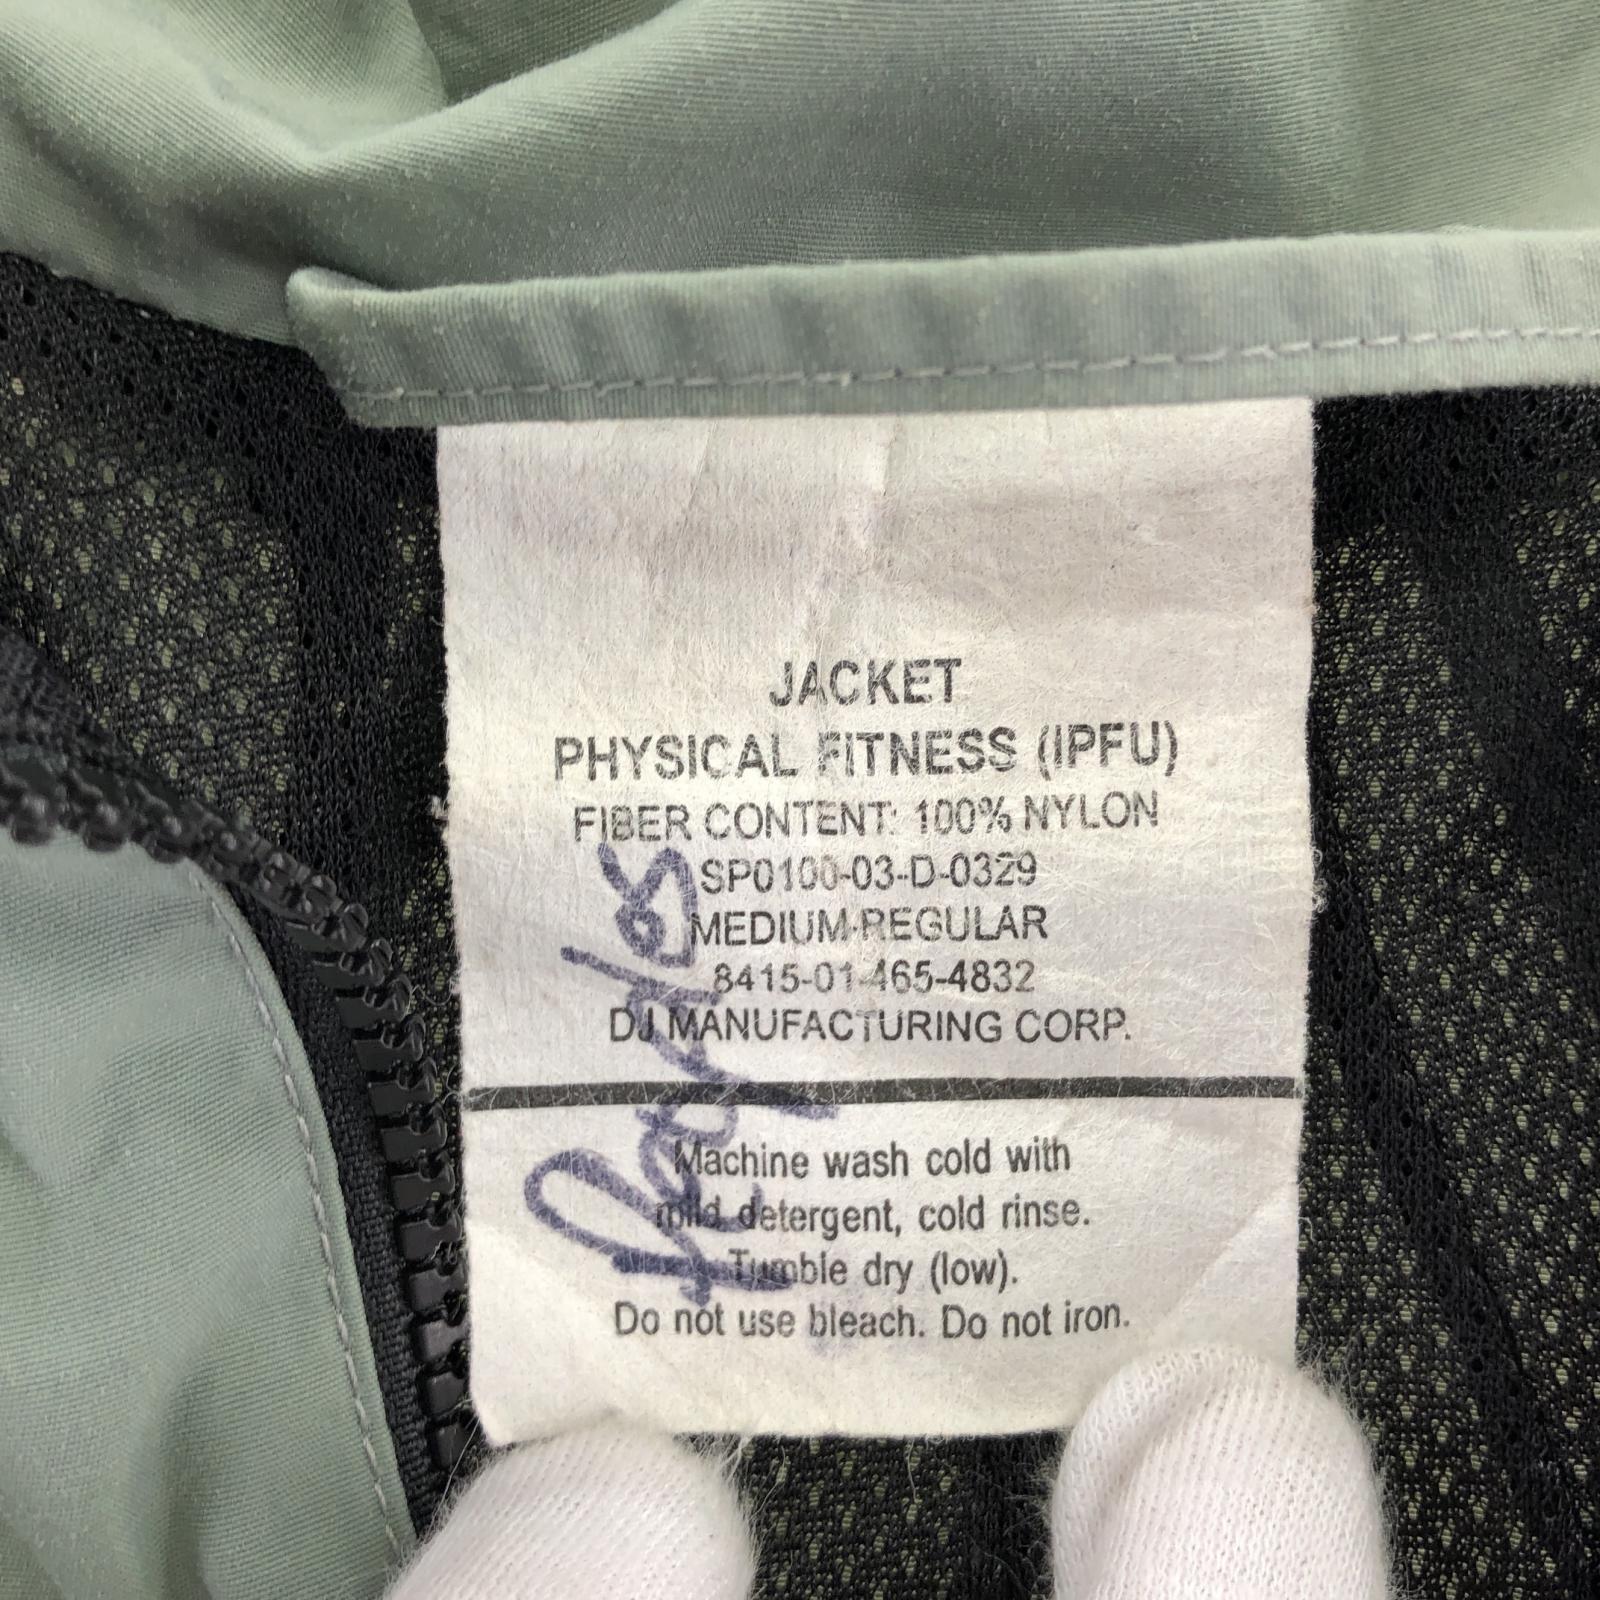 JACKET
PHYSICAL FITNESS (IPFU)
FIBER CONTENT: 100% NYLON
SP0100-03-D-0329
MEDIUM-REGULAR
8415-01-465-4832
DJ MANUFACTURING CORP.
Machine wash cold with
mild detergent, cold rinse.
Tumble dry (low).
Do not use bleach. Do not iron.